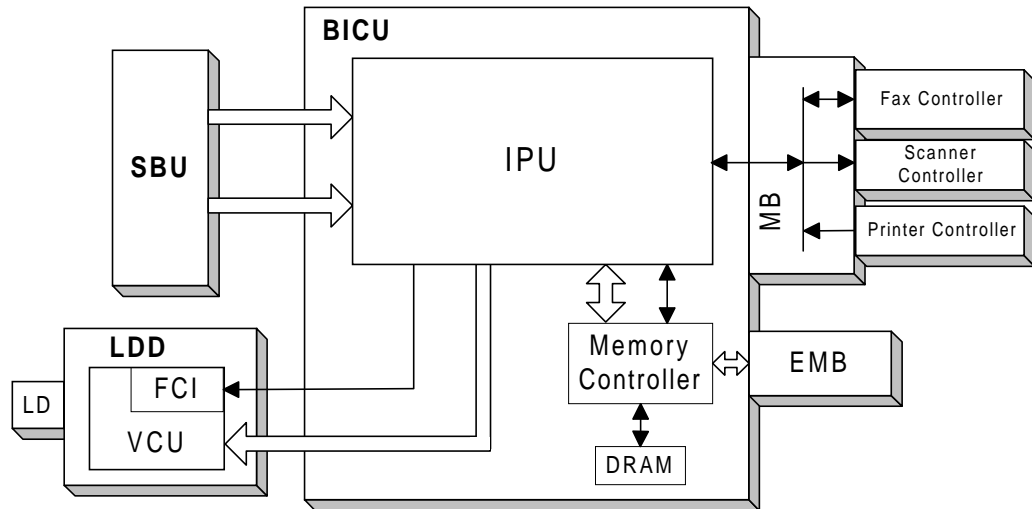 BICU
SBU
IPU
MB
Fax Controller
Scanner
Controller
Printer Controller
LDD
FCI
VCU
LD
Memory
Controller
EMB
DRAM